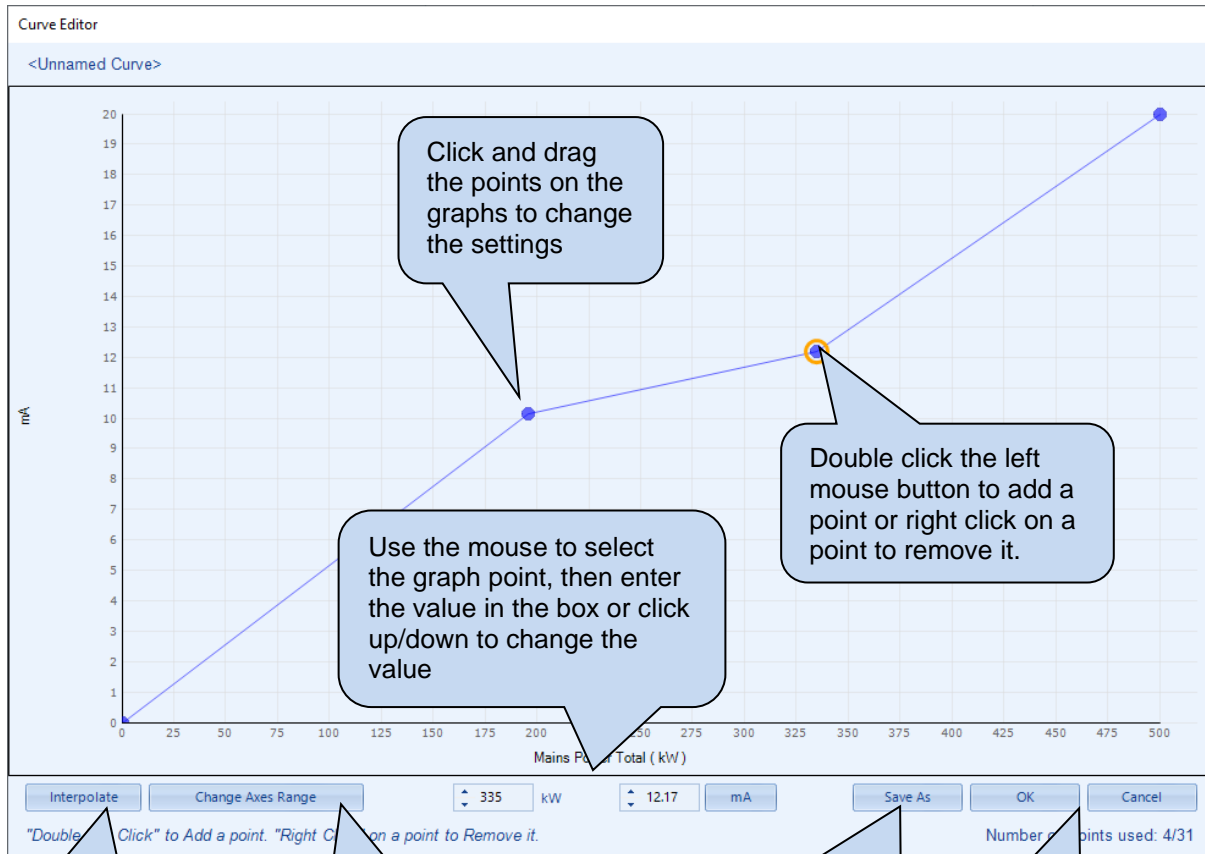 Curve Editor
<Unnamed Curve>
20
19
18
17
16
15
14
13
12
11
10
9
8
7
6
5
4
3
2
1
0
mA
Click and drag
the points on the
graphs to change
the settings
Double click the left
mouse button to add a
point or right click on a
point to remove it.
Use the mouse to select
the graph point, then enter
the value in the box or click
up/down to change the
value
0 25 50 75 100 125 150 175 200 250 275 300 325 350 375 400 425 450 475 500
Mains Total ( kW )
Interpolate Change Axes Range 335 kW 12.17 mA Save As OK Cancel
"Double Click" to Add a point. "Right on a point to Remove it. Number used: 4/31